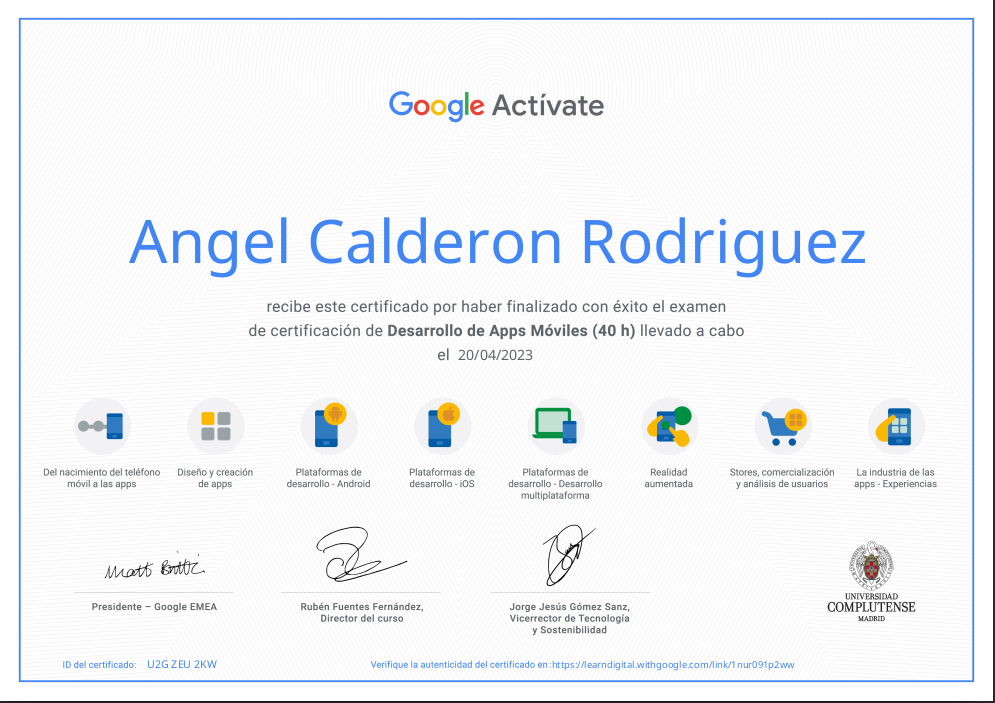 Google Actívate
Angel Calderon Rodriguez
recibe este certificado por haber finalizado con éxito el examen
de certificación de Desarrollo de Apps Móviles (40 h) llevado a cabo
el 20/04/2023
Del nacimiento del teléfono
móvil a las apps
Diseño y creación
de apps
Plataformas de
desarrollo - Android
Plataformas de
desarrollo - iOS
Plataformas de
desarrollo - Desarrollo
multiplataforma
Realidad
aumentada
Stores, comercialización
y análisis de usuarios
La industria de las
apps - Experiencias
Matt Brittin
Presidente – Google EMEA
Rubén Fuentes Fernández,
Director del curso
Jorge Jesús Gómez Sanz,
Vicerrector de Tecnología
y Sostenibilidad
UNIVERSIDAD
COMPLUTENSE
MADRID
ID del certificado: U2G ZEU 2KW
Verifique la autenticidad del certificado en: https://learndigital.withgoogle.com/link/1nur091p2ww